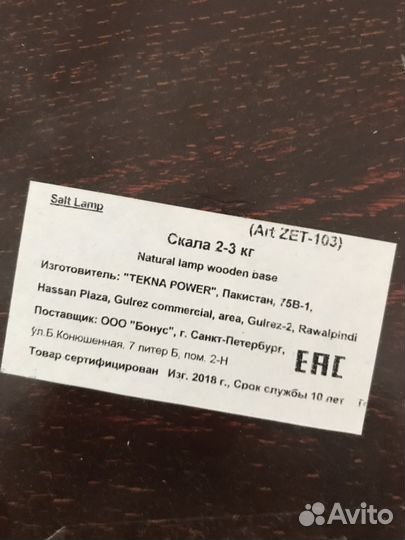 Salt Lamp
(Art ZET-103)
Скала 2-3 кг
Natural lamp wooden base
Изготовитель: "TEKNA POWER", Пакистан, 75B-1,
Hassan Plaza, Gulrez commercial, area, Gulrez-2, Rawalpindi
Поставщик: ООО "Бонус", г. Санкт-Петербург,
ул.Б.Конюшенная. 7 литер Б, пом. 2-Н
EAC
Товар сертифицирован Изг. 2018 г., Срок службы 10 лет
Avito